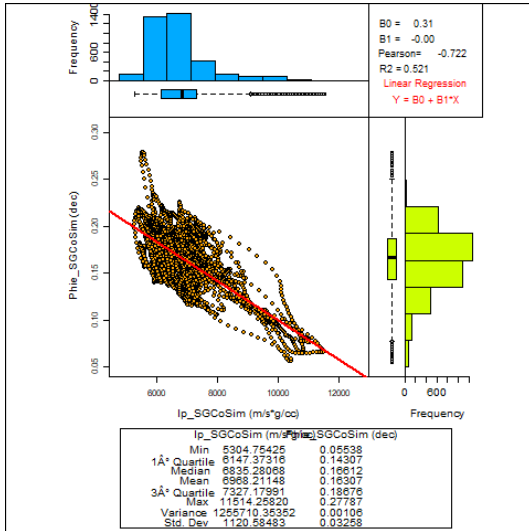 Frequency
0
600
1400
B0 = 0.31
B1 = -0.00
Pearson= -0.722
R2 = 0.521
Linear Regression
Y = B0 + B1*X
Phie_SGCoSim (dec)
0.30
0.25
0.20
0.15
0.10
0.05
6000 8000 10000 12000
Ip_SGCoSim (m/s*g/cc)
0 600
Frequency
Ip_SGCoSim (m/s*g/cc) Phie_SGCoSim (dec)
Min 5304.75425 0.05538
1Â° Quartile 6147.37316 0.14307
Median 6835.28068 0.16612
Mean 6968.21148 0.16307
3Â° Quartile 7327.17991 0.18676
Max 11514.25820 0.27787
Variance 1255710.35352 0.00106
Std. Dev 1120.58483 0.03258